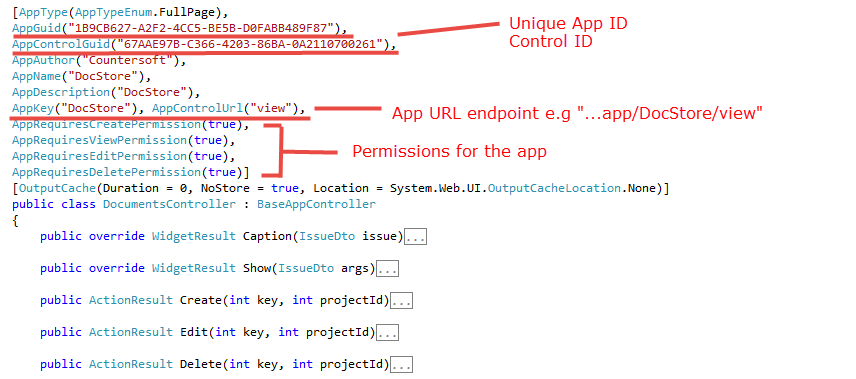 [AppType(AppTypeEnum.FullPage),
AppGuid("1B9CB627-A2F2-4CC5-BE5B-D0FABB489F87"),
AppControlGuid("67AAE97B-C366-4203-86BA-0A2110700261"),
Unique App ID
Control ID
AppAuthor("Countersoft"),
AppName("DocStore"),
AppDescription("DocStore"),
AppKey("DocStore"), AppControlUrl("view"),
App URL endpoint e.g "...app/DocStore/view"
AppRequiresCreatePermission(true),
AppRequiresViewPermission(true),
AppRequiresEditPermission(true),
AppRequiresDeletePermission(true)]
Permissions for the app
[OutputCache(Duration = 0, NoStore = true, Location = System.Web.UI.OutputCacheLocation.None)]
public class DocumentsController : BaseAppController
{
public override WidgetResult Caption(IssueDto issue)...
public override WidgetResult Show(IssueDto args)...
public ActionResult Create(int key, int projectId)...
public ActionResult Edit(int key, int projectId)...
public ActionResult Delete(int key, int projectId)...